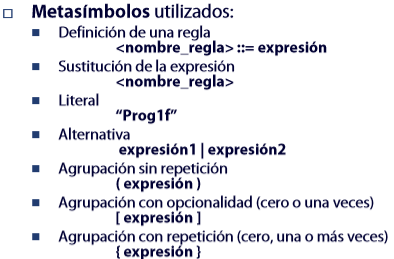 Metasímbolos utilizados:
Definición de una regla
<nombre_regla> ::= expresión
Sustitución de la expresión
<nombre_regla>
Literal
“Prog1f”
Alternativa
expresión1 | expresión2
Agrupación sin repetición
( expresión )
Agrupación con opcionalidad (cero o una veces)
[ expresión ]
Agrupación con repetición (cero, una o más veces)
{ expresión }